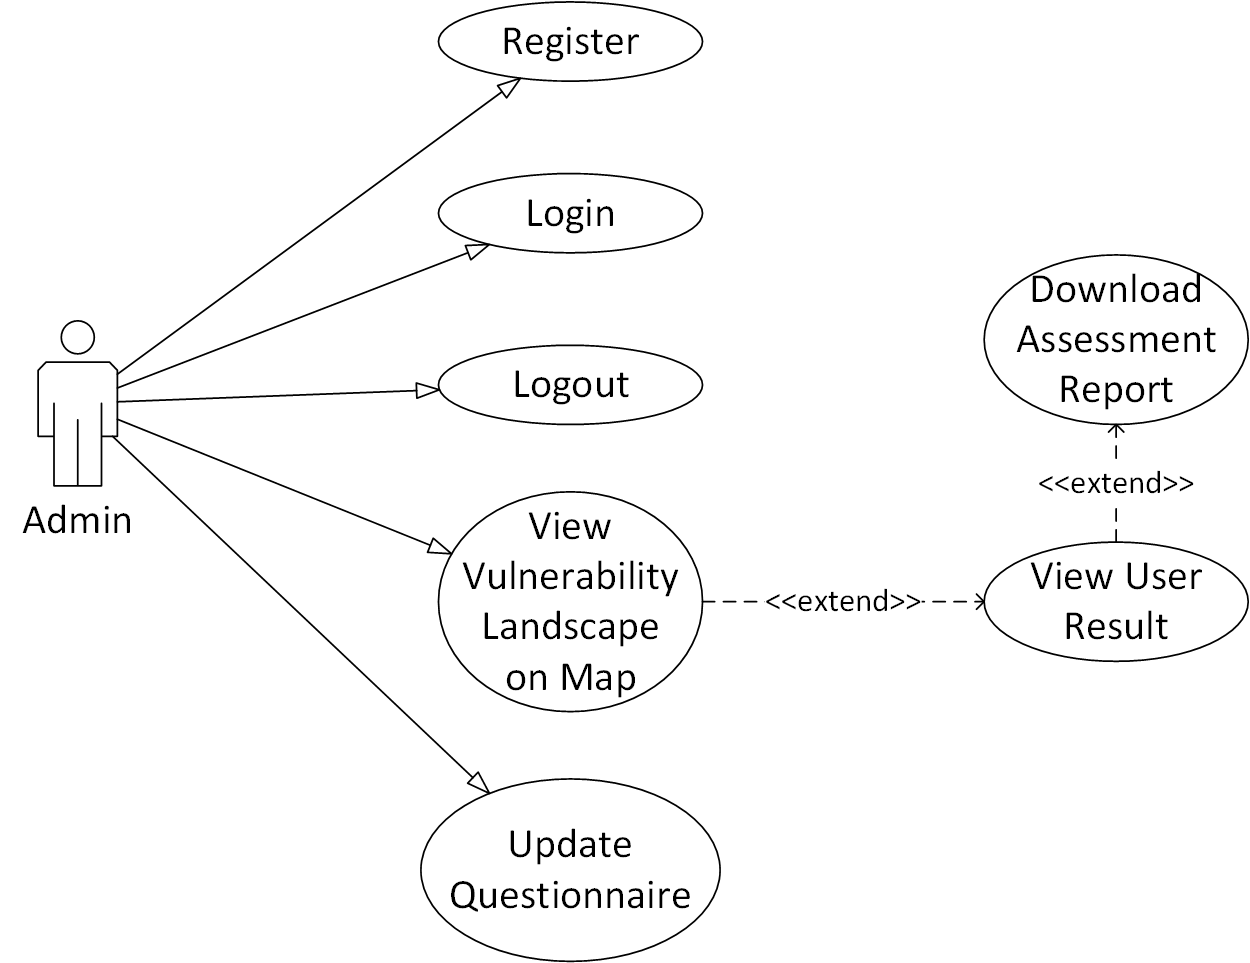 Register
Login
Logout
Admin
View
Vulnerability
Landscape
on Map
<<extend>>
View User
Result
<<extend>>
Download
Assessment
Report
Update
Questionnaire